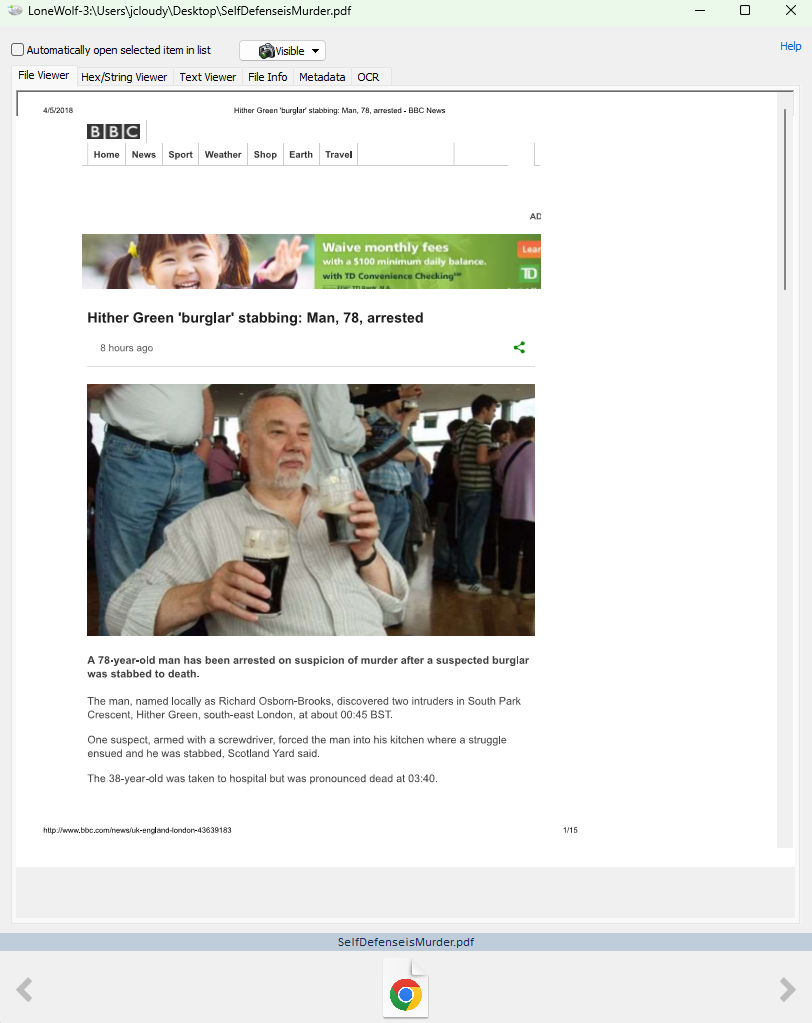 LoneWolf-3:\Users\jcloudy\Desktop\SelfDefenseisMurder.pdf
Automatically open selected item in list
Visible
Help
File Viewer Hex/String Viewer Text Viewer File Info Metadata OCR
4/5/2018 Hither Green 'burglar' stabbing: Man, 78, arrested - BBC News
BBC
Home News Sport Weather Shop Earth Travel
AD
Waive monthly fees
with a $100 minimum daily balance.
with TD Convenience Checking℠
TD
Hither Green 'burglar' stabbing: Man, 78, arrested
8 hours ago
A 78-year-old man has been arrested on suspicion of murder after a suspected burglar
was stabbed to death.
The man, named locally as Richard Osborn-Brooks, discovered two intruders in South Park
Crescent, Hither Green, south-east London, at about 00:45 BST.
One suspect, armed with a screwdriver, forced the man into his kitchen where a struggle
ensued and he was stabbed, Scotland Yard said.
The 38-year-old was taken to hospital but was pronounced dead at 03:40.
http://www.bbc.com/news/uk-england-london-43639183 1/15
SelfDefenseisMurder.pdf